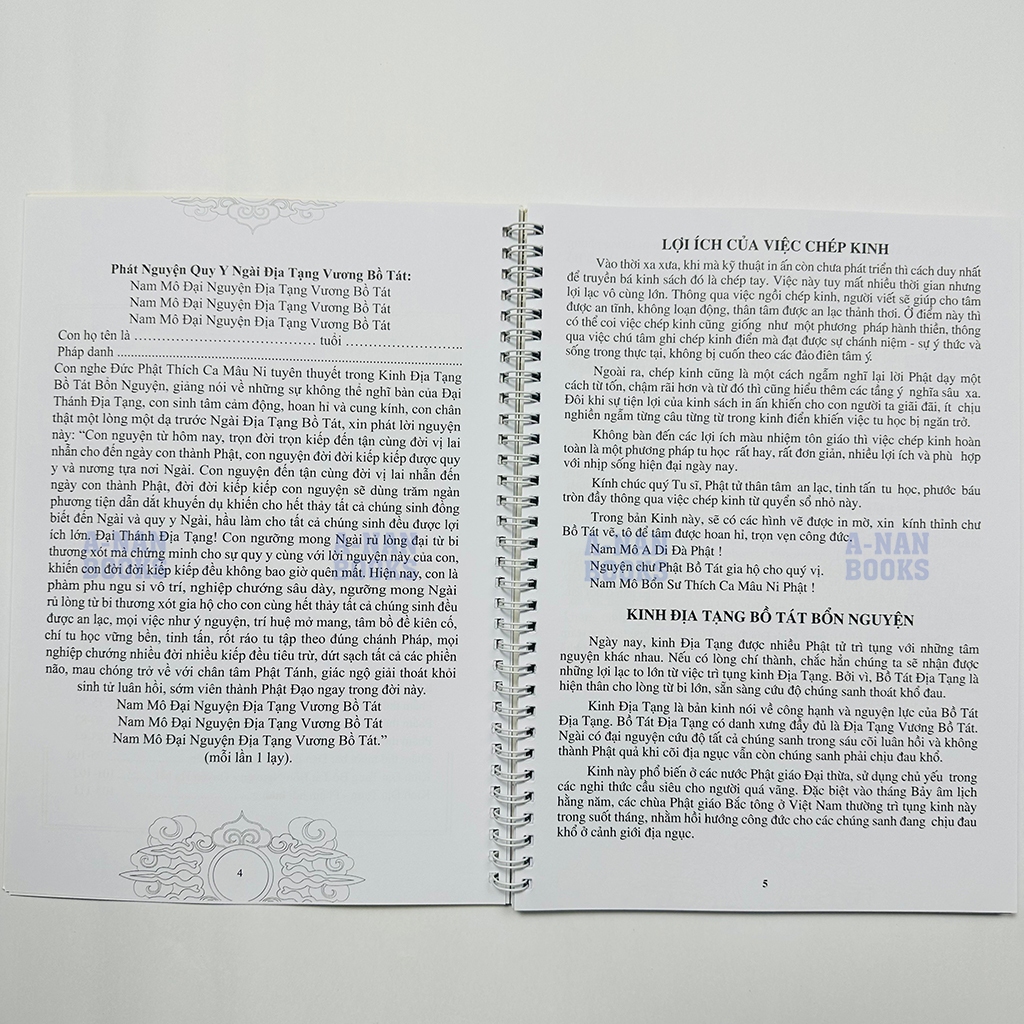 Phát Nguyện Quy Y Ngài Địa Tạng Vương Bồ Tát:
Nam Mô Đại Nguyện Địa Tạng Vương Bồ Tát
Nam Mô Đại Nguyện Địa Tạng Vương Bồ Tát
Nam Mô Đại Nguyện Địa Tạng Vương Bồ Tát
Con họ tên là ........................................ tuổi ........................
Pháp danh ................................................................................
Con nghe Đức Phật Thích Ca Mâu Ni tuyên thuyết trong Kinh Địa Tạng
Bồ Tát Bổn Nguyện, giảng nói về những sự không thể nghĩ bàn của Đại
Thánh Địa Tạng, con sinh tâm cảm động, hoan hỉ và cung kính, con chân
thật một lòng một dạ trước Ngài Địa Tạng Bồ Tát, xin phát lời nguyện
này: “Con nguyện từ hôm nay, trọn đời trọn kiếp đến tận cùng đời vị lai
nhẫn cho đến ngày con thành Phật, con nguyện đời đời kiếp kiếp được quy
y và nương tựa nơi Ngài. Con nguyện đến tận cùng đời vị lai nhẫn đến
ngày con thành Phật, đời đời kiếp kiếp con nguyện sẽ dùng trăm ngàn
phương tiện dẫn dắt khuyến dụ khiến cho hết thảy tất cả chúng sinh đồng
biết đến Ngài và quy y Ngài, hầu làm cho tất cả chúng sinh đều được lợi
ích lớn. Đại Thánh Địa Tạng! Con ngưỡng mong Ngài rủ lòng đại từ bi
thương xót mà chứng minh cho sự quy y cùng với lời nguyện này của con,
khiến con đời đời kiếp kiếp đều không bao giờ quên mất. Hiện nay, con là
phàm phu ngu si vô trí, nghiệp chướng sâu dày, ngưỡng mong Ngài
rủ lòng từ bi thương xót gia hộ cho con cùng hết thảy tất cả chúng sinh đều
được an lạc, mọi việc như ý nguyện, trí huệ mở mang, tâm bồ đề kiên cố,
chí tu học vững bền, tinh tấn, rốt ráo tu tập theo đúng chánh Pháp, mọi
nghiệp chướng nhiều đời nhiều kiếp đều tiêu trừ, dứt sạch tất cả các phiền
não, mau chóng trở về với chân tâm Phật Tánh, giác ngộ giải thoát khỏi
sinh tử luân hồi, sớm viên thành Phật Đạo ngay trong đời này.
Nam Mô Đại Nguyện Địa Tạng Vương Bồ Tát
Nam Mô Đại Nguyện Địa Tạng Vương Bồ Tát
Nam Mô Đại Nguyện Địa Tạng Vương Bồ Tát.”
(mỗi lần 1 lạy).
A-NAN
BOOKS
A-NAN
BOOKS
4
LỢI ÍCH CỦA VIỆC CHÉP KINH
Vào thời xa xưa, khi mà kỹ thuật in ấn còn chưa phát triển thì cách duy nhất
để truyền bá kinh sách đó là chép tay. Việc này tuy mất nhiều thời gian nhưng
lợi lạc vô cùng lớn. Thông qua việc ngồi chép kinh, người viết sẽ giúp cho tâm
được an tĩnh, không loạn động, thân tâm được an lạc thảnh thơi. Ở điểm này thì
có thể coi việc chép kinh cũng giống như một phương pháp hành thiền, thông
qua việc chú tâm ghi chép kinh điển mà đạt được sự chánh niệm - sự ý thức và
sống trong thực tại, không bị cuốn theo các đảo điên tâm ý.
Ngoài ra, chép kinh cũng là một cách ngẫm nghĩ lại lời Phật dạy một
cách từ tốn, chậm rãi hơn và từ đó thì cũng hiểu thêm các tầng ý nghĩa sâu xa.
Đôi khi sự tiện lợi của kinh sách in ấn khiến cho con người ta giãi đãi, ít chịu
nghiền ngẫm từng câu từng từ trong kinh điển khiến việc tu học bị ngăn trở.
Không bàn đến các lợi ích màu nhiệm tôn giáo thì việc chép kinh hoàn
toàn là một phương pháp tu học rất hay, rất đơn giản, nhiều lợi ích và phù hợp
với nhịp sống hiện đại ngày nay.
Kính chúc quý Tu sĩ, Phật tử thân tâm an lạc, tinh tấn tu học, phước báu
tròn đầy thông qua việc chép kinh từ quyển sổ nhỏ này.
Trong bản Kinh này, sẽ có các hình vẽ được in mờ, xin kính thỉnh chư
Bồ Tát vẽ, tô để tâm được hoan hỉ, trọn vẹn công đức.
Nam Mô A Di Đà Phật !
Nguyện chư Phật Bồ Tát gia hộ cho quý vị.
Nam Mô Bổn Sư Thích Ca Mâu Ni Phật !
A-NAN
BOOKS
A-NAN
BOOKS
KINH ĐỊA TẠNG BỒ TÁT BỔN NGUYỆN
Ngày nay, kinh Địa Tạng được nhiều Phật tử trì tụng với những tâm
nguyện khác nhau. Nếu có lòng chí thành, chắc hẳn chúng ta sẽ nhận được
những lợi lạc to lớn từ việc trì tụng kinh Địa Tạng. Bởi vì, Bồ Tát Địa Tạng là
hiện thân cho lòng từ bi lớn, sẵn sàng cứu độ chúng sanh thoát khổ đau.
Kinh Địa Tạng là bản kinh nói về công hạnh và nguyện lực của Bồ Tát
Địa Tạng. Bồ Tát Địa Tạng có danh xưng đầy đủ là Địa Tạng Vương Bồ Tát.
Ngài có đại nguyện cứu độ tất cả chúng sanh trong sáu cõi luân hồi và không
thành Phật quả khi cõi địa ngục vẫn còn chúng sanh phải chịu đau khổ.
Kinh này phổ biến ở các nước Phật giáo Đại thừa, sử dụng chủ yếu trong
các nghi thức cầu siêu cho người quá vãng. Đặc biệt vào tháng Bảy âm lịch
hằng năm, các chùa Phật giáo Bắc tông ở Việt Nam thường trì tụng kinh này
trong suốt tháng, nhằm hồi hướng công đức cho các chúng sanh đang chịu đau
khổ ở cảnh giới địa ngục.
5